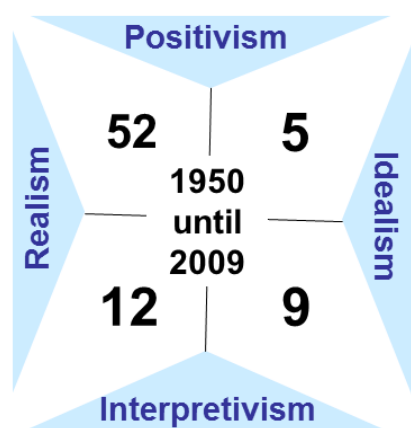 Positivism
52
5
1950
until
2009
Realism
Idealism
12
9
Interpretivism